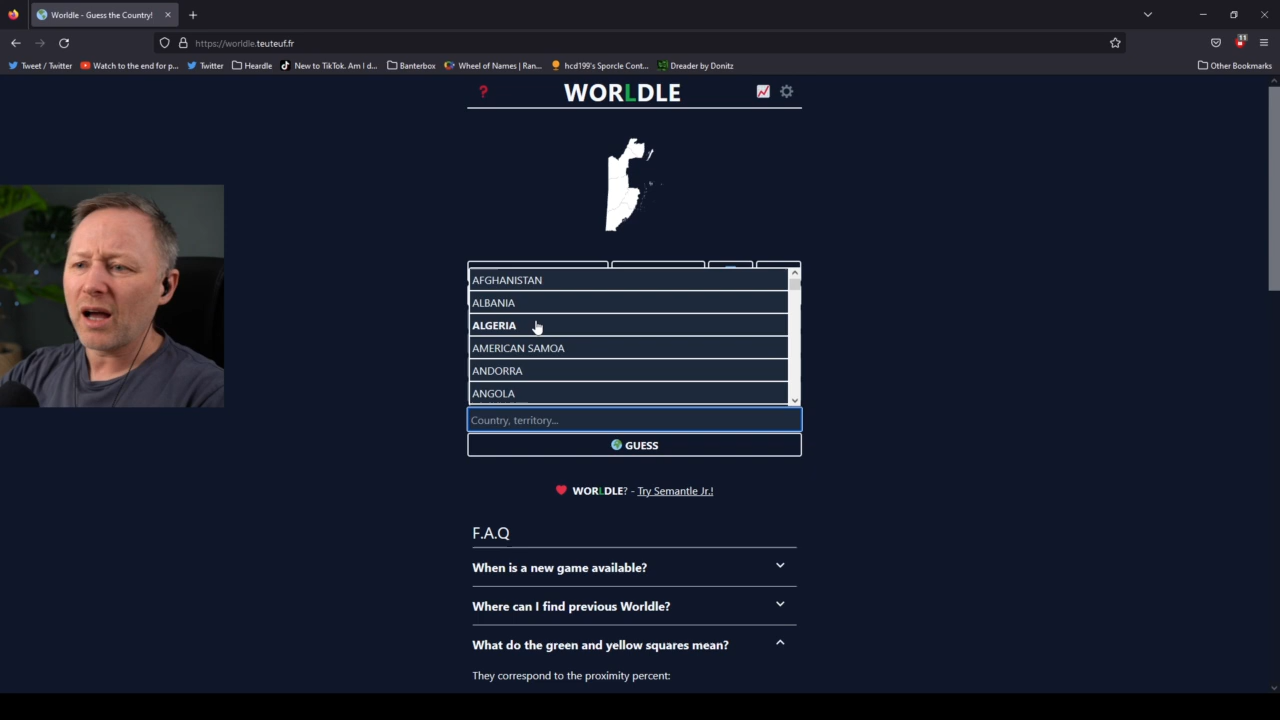 Worldle - Guess the Country!
https://worldle.teuteuf.fr
11
Tweet / Twitter
Watch to the end for p...
Twitter
Heardle
New to TikTok. Am I d...
Banterbox
Wheel of Names | Ran...
hcd199's Sporcle Cont...
Dreader by Donitz
Other Bookmarks
? WORLDLE
AFGHANISTAN
ALBANIA
ALGERIA
AMERICAN SAMOA
ANDORRA
ANGOLA
Country, territory...
GUESS
WORLDLE? - Try Semantle Jr.!
F.A.Q
When is a new game available?
Where can I find previous Worldle?
What do the green and yellow squares mean?
They correspond to the proximity percent: